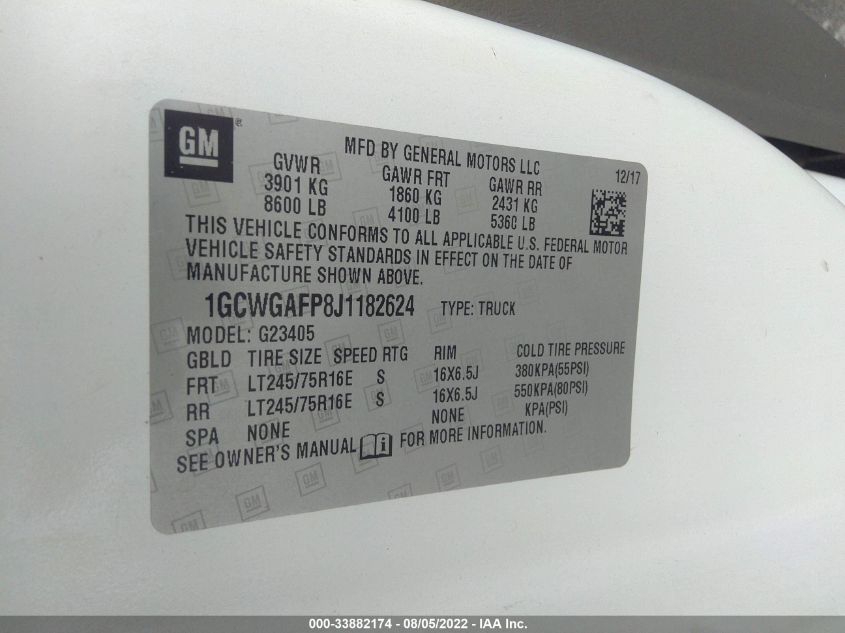 GM ®
MFD BY GENERAL MOTORS LLC
12/17
GVWR GAWR FRT GAWR RR
3901 KG 1860 KG 2431 KG
8600 LB 4100 LB 5360 LB
THIS VEHICLE CONFORMS TO ALL APPLICABLE U.S. FEDERAL MOTOR
VEHICLE SAFETY STANDARDS IN EFFECT ON THE DATE OF
MANUFACTURE SHOWN ABOVE.
1GCWGAFP8J1182624 TYPE: TRUCK
MODEL: G23405
GBLD TIRE SIZE SPEED RTG RIM COLD TIRE PRESSURE
FRT LT245/75R16E S 16X6.5J 380KPA(55PSI)
RR LT245/75R16E S 16X6.5J 550KPA(80PSI)
SPA NONE NONE KPA(PSI)
SEE OWNER'S MANUAL i FOR MORE INFORMATION.
000-33882174 - 08/05/2022 - IAA Inc.